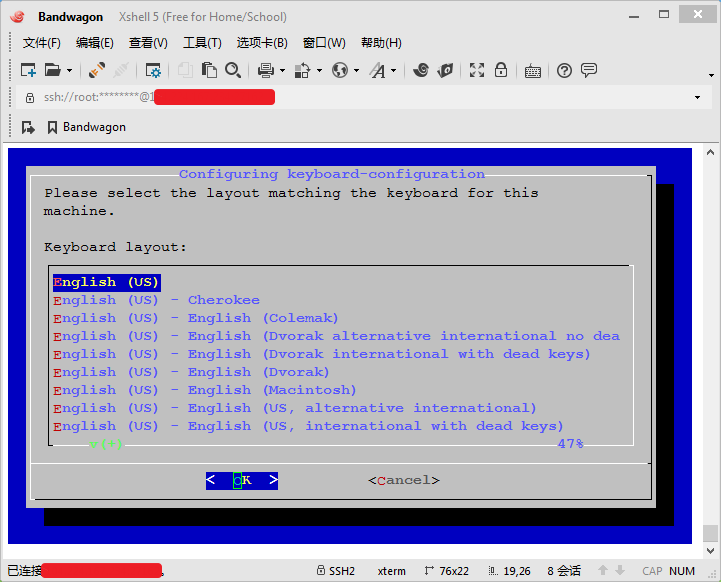 Bandwagon Xshell 5 (Free for Home/School)
文件(F) 编辑(E) 查看(V) 工具(T) 选项卡(B) 窗口(W) 帮助(H)
ssh://root:********@1
Bandwagon
Configuring keyboard-configuration
Please select the layout matching the keyboard for this
machine.
Keyboard layout:
English (US)
English (US) - Cherokee
English (US) - English (Colemak)
English (US) - English (Dvorak alternative international no dea
English (US) - English (Dvorak international with dead keys)
English (US) - English (Dvorak)
English (US) - English (Macintosh)
English (US) - English (US, alternative international)
English (US) - English (US, international with dead keys)
47%
< OK > <Cancel>
已连接 SSH2 xterm 76x22 19,26 8 会话 CAP NUM